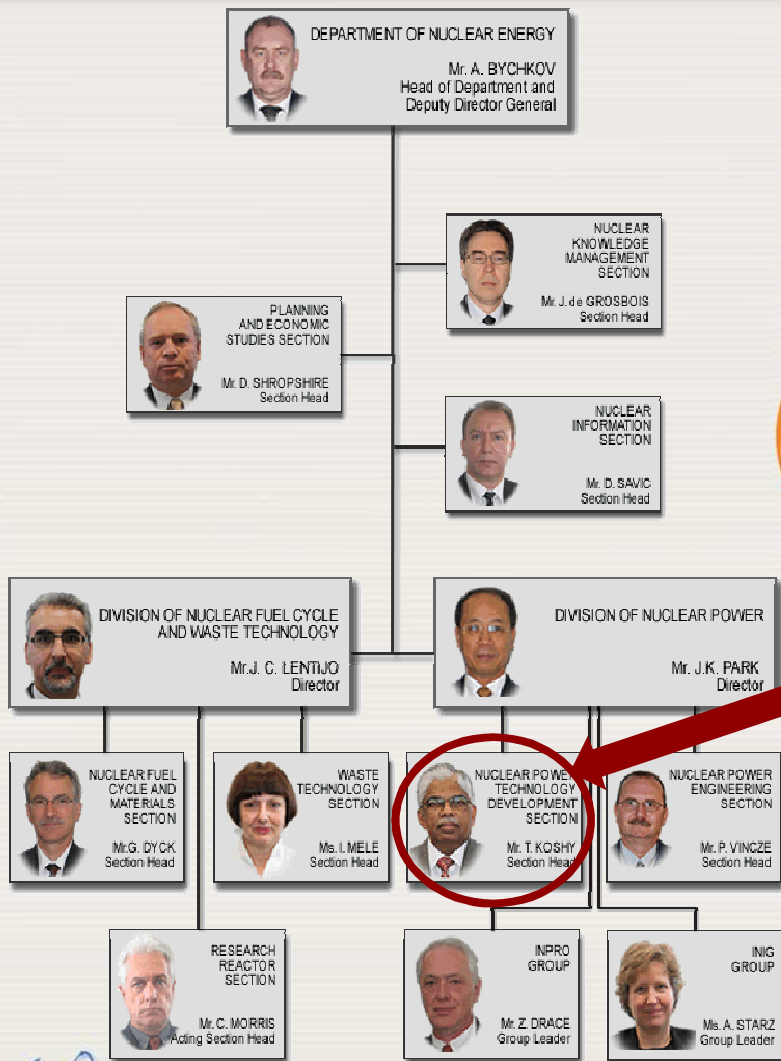 DEPARTMENT OF NUCLEAR ENERGY
Mr. A. BYCHKOV
Head of Department and
Deputy Director General
NUCLEAR
KNOWLEDGE
MANAGEMENT
SECTION
Mr. J. de GROSBOIS
Section Head
PLANNING
AND ECONOMIC
STUDIES SECTION
Mr. D. SHROPSHIRE
Section Head
NUCLEAR
INFORMATION
SECTION
Mr. D. SAVIC
Section Head
DIVISION OF NUCLEAR FUEL CYCLE
AND WASTE TECHNOLOGY
Mr.J. C. LENTIJO
Director
DIVISION OF NUCLEAR POWER
Mr. J.K. PARK
Director
NUCLEAR FUEL
CYCLE AND
MATERIALS
SECTION
Mr.G. DYCK
Section Head
WASTE
TECHNOLOGY
SECTION
Ms. I. MELE
Section Head
NUCLEAR POWER
TECHNOLOGY
DEVELOPMENT
SECTION
Mr. T. KOSHY
Section Head
NUCLEAR POWER
ENGINEERING
SECTION
Mr. P. VINCZE
Section Head
RESEARCH
REACTOR
SECTION
Mr. C. MORRIS
Acting Section Head
INPRO
GROUP
Mr. Z. DRACE
Group Leader
INIG
GROUP
Ms. A. STARZ
Group Leader